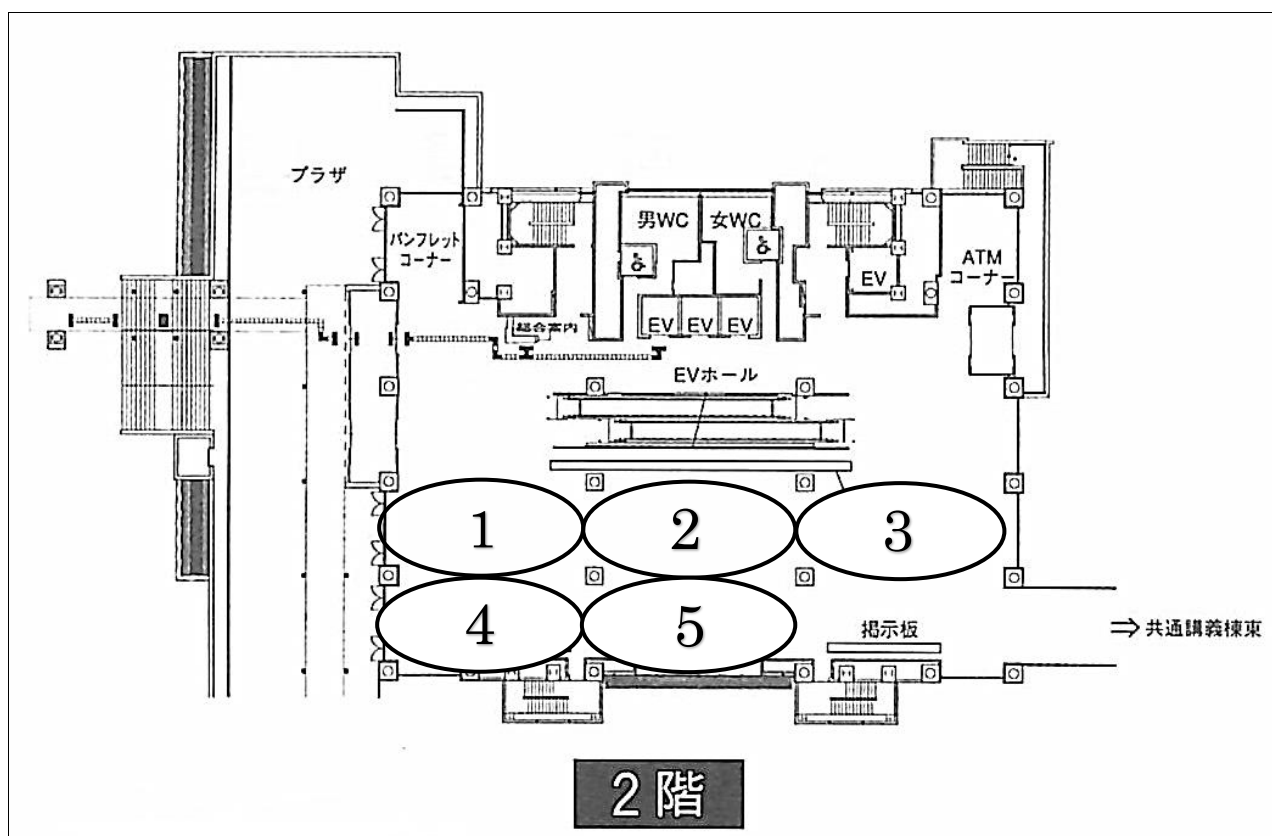 プラザ
男WC
女WC
パンフレット
コーナー
ATM
コーナー
EV
総合案内
EV
EV
EV
EVホール
1
2
3
4
5
掲示板
⇒ 共通講義棟東
2階